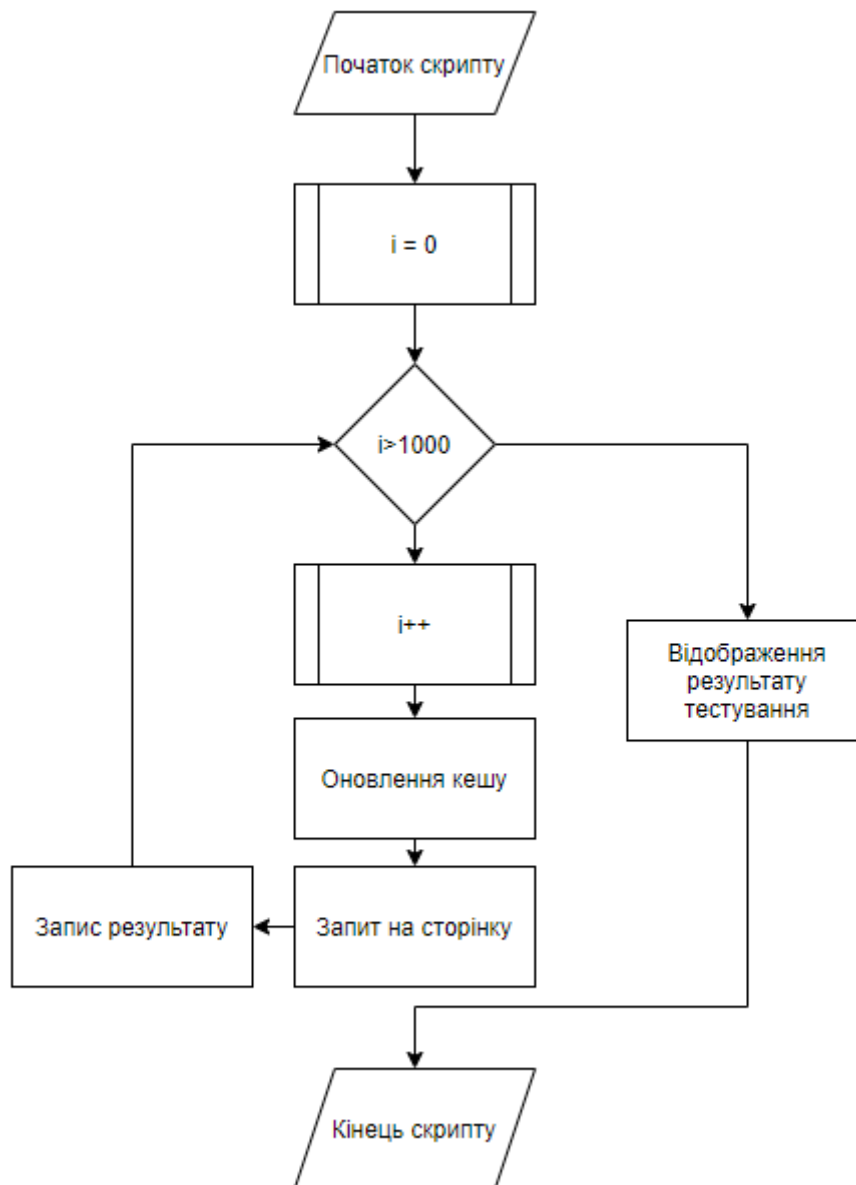 Початок скрипту
i = 0
i>1000
i++
Відображення
результату
тестування
Оновлення кешу
Запис результату
Запит на сторінку
Кінець скрипту